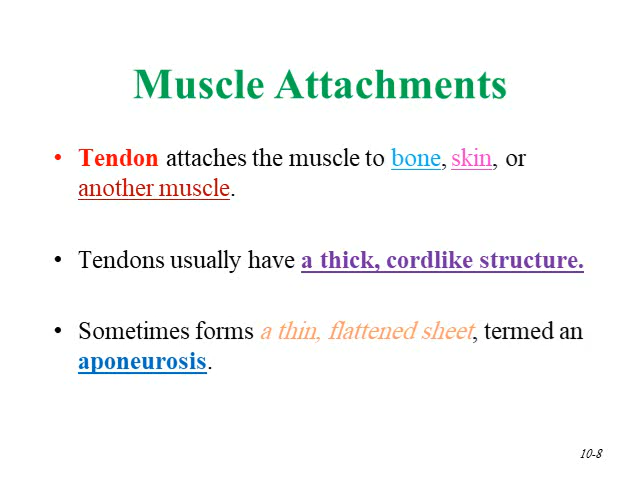 Muscle Attachments
• Tendon attaches the muscle to bone, skin, or
another muscle.
• Tendons usually have a thick, cordlike structure.
• Sometimes forms a thin, flattened sheet, termed an
aponeurosis.
10-8